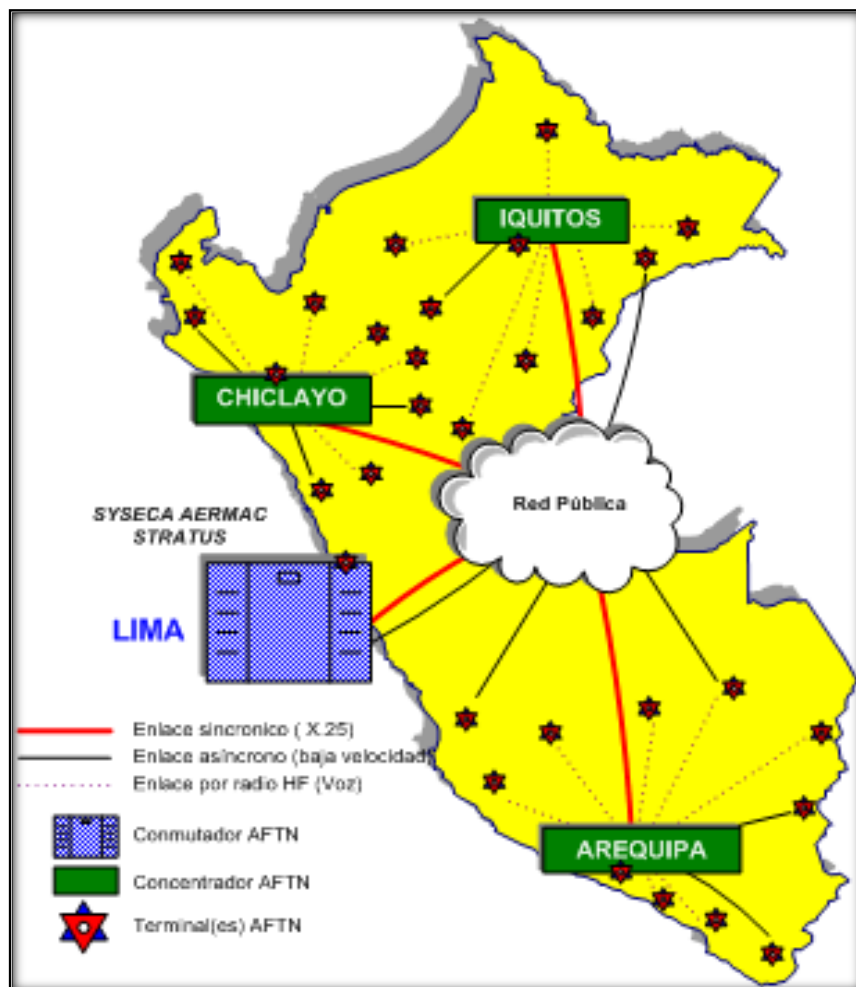 IQUITOS
CHICLAYO
Red Pública
SYSECA AERMAC
STRATUS
LIMA
Enlace sincronico ( X.25)
Enlace asíncrono (baja velocidad)
Enlace por radio HF (Voz)
Conmutador AFTN
AREQUIPA
Concentrador AFTN
Terminal(es) AFTN